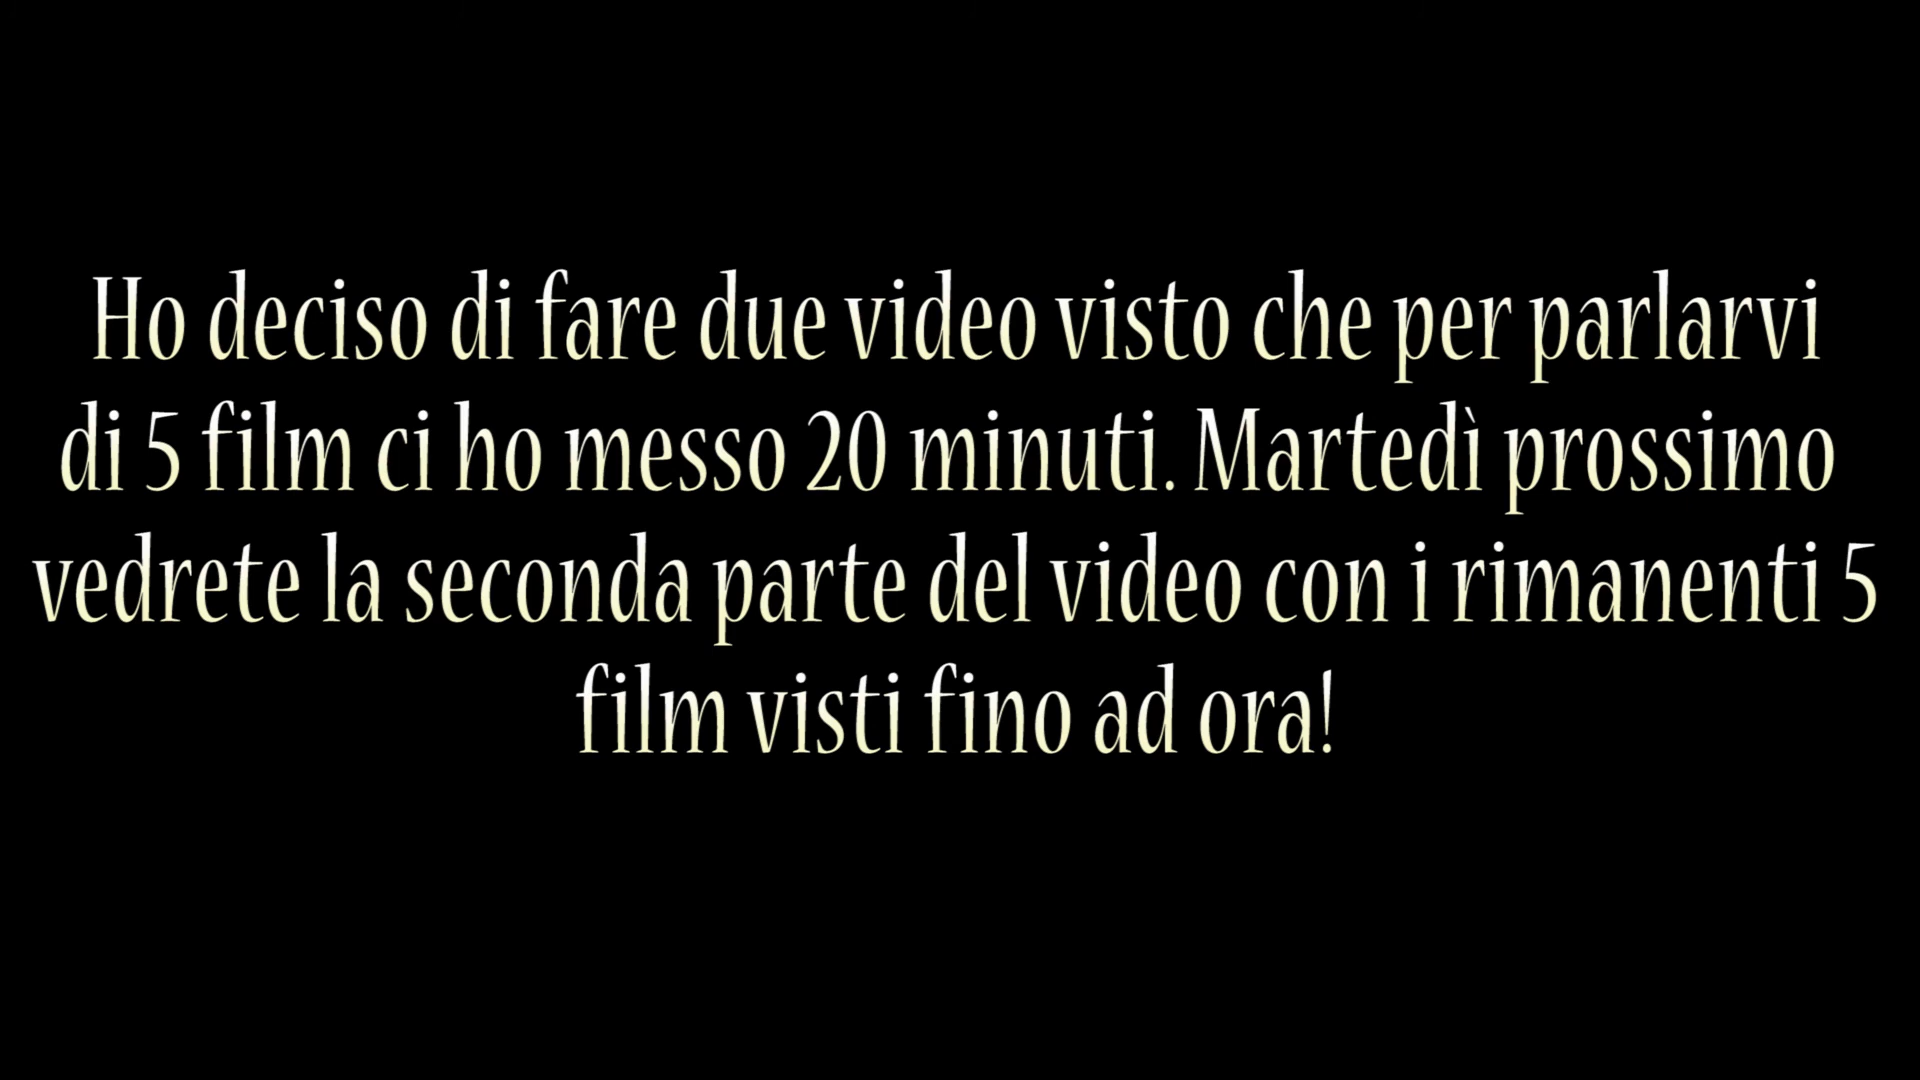 Ho deciso di fare due video visto che per parlarvi
di 5 film ci ho messo 20 minuti. Martedì prossimo
vedrete la seconda parte del video con i rimanenti 5
film visti fino ad ora!